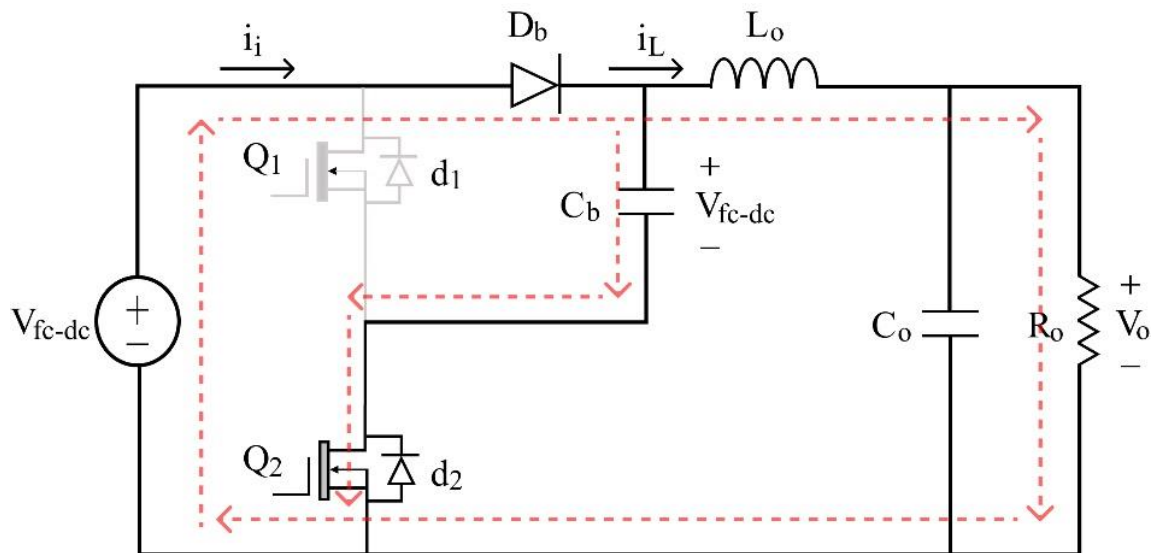 i_i
D_b
i_L
L_o
Q_1
d_1
C_b
+
V_fc-dc
−
V_fc-dc
+
−
C_o
R_o
+
V_o
−
Q_2
d_2